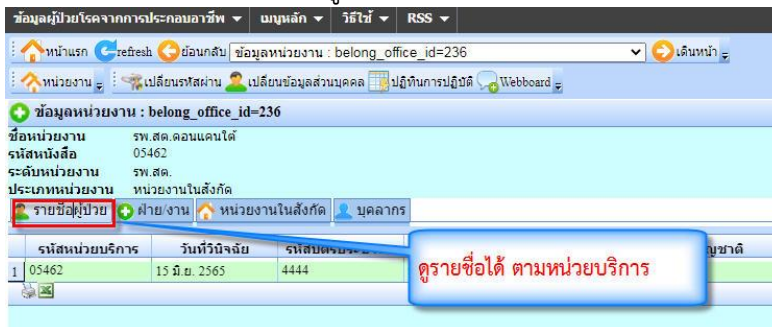 ข้อมูลผู้ป่วยโรคจากการประกอบอาชีพ เมนูหลัก วิธีใช้ RSS
หน้าแรก refresh ย้อนกลับ ข้อมูลหน่วยงาน : belong_office_id=236 เดินหน้า
หน่วยงาน เปลี่ยนรหัสผ่าน เปลี่ยนข้อมูลส่วนบุคคล ปฏิทินการปฏิบัติ Webboard
ข้อมูลหน่วยงาน : belong_office_id=236
ชื่อหน่วยงาน รพ.สต.ดอนแคนใต้
รหัสหนังสือ 05462
ระดับหน่วยงาน รพ.สต.
ประเภทหน่วยงาน หน่วยงานในสังกัด
รายชื่อผู้ป่วย ฝ่าย/งาน หน่วยงานในสังกัด บุคลากร
รหัสหน่วยบริการ วันที่วินิจฉัย
1 05462 15 มิ.ย. 2565 4444
ดูรายชื่อได้ ตามหน่วยบริการ